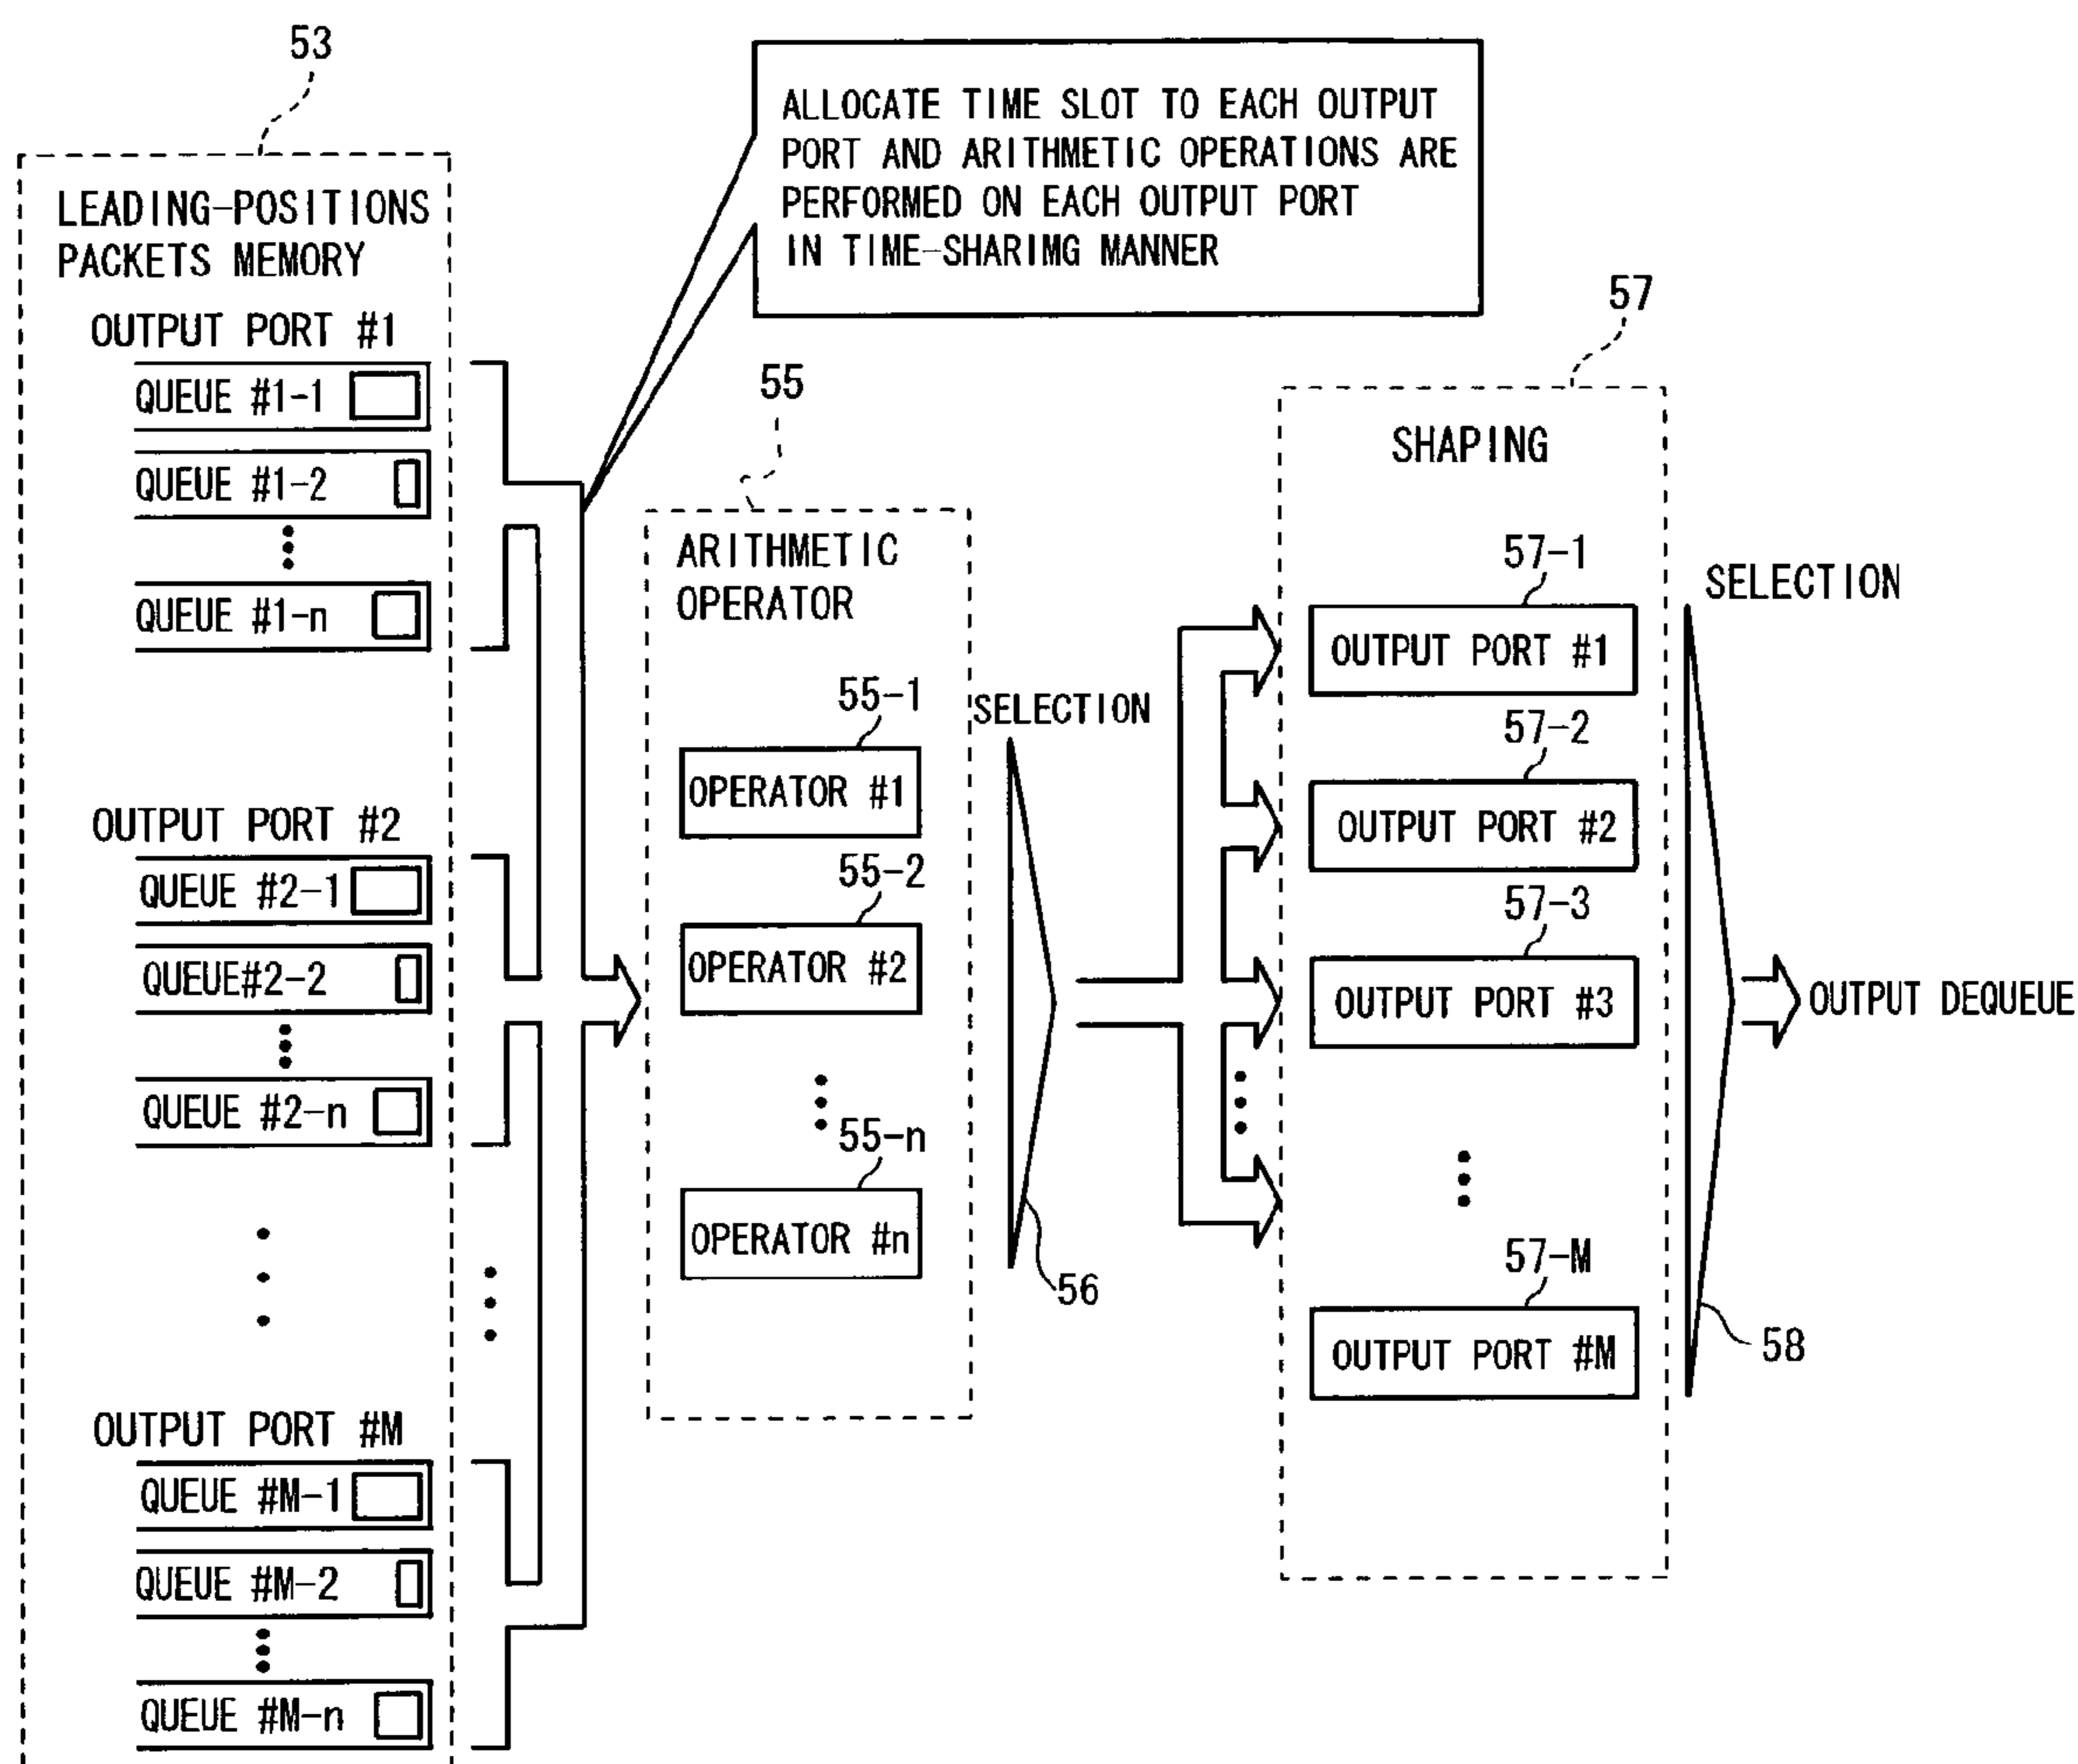 53
LEADING-POSITIONS
PACKETS MEMORY
OUTPUT PORT #1
QUEUE #1-1
QUEUE #1-2
QUEUE #1-n
OUTPUT PORT #2
QUEUE #2-1
QUEUE#2-2
QUEUE #2-n
OUTPUT PORT #M
QUEUE #M-1
QUEUE #M-2
QUEUE #M-n
ALLOCATE TIME SLOT TO EACH OUTPUT
PORT AND ARITHMETIC OPERATIONS ARE
PERFORMED ON EACH OUTPUT PORT
IN TIME-SHARIMG MANNER
55
ARITHMETIC
OPERATOR
55-1
OPERATOR #1
55-2
OPERATOR #2
55-n
OPERATOR #n
SELECTION
56
57
SHAPING
57-1
OUTPUT PORT #1
57-2
OUTPUT PORT #2
57-3
OUTPUT PORT #3
57-M
OUTPUT PORT #M
SELECTION
58
OUTPUT DEQUEUE